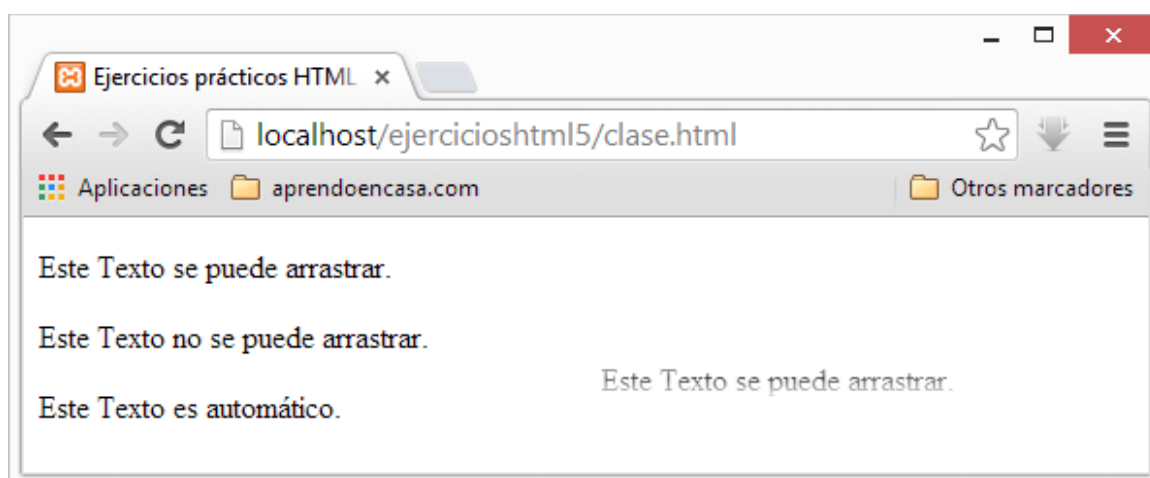 Ejercicios prácticos HTML
localhost/ejercicioshtml5/clase.html
Aplicaciones aprendoencasa.com Otros marcadores
Este Texto se puede arrastrar.
Este Texto no se puede arrastrar.
Este Texto se puede arrastrar.
Este Texto es automático.